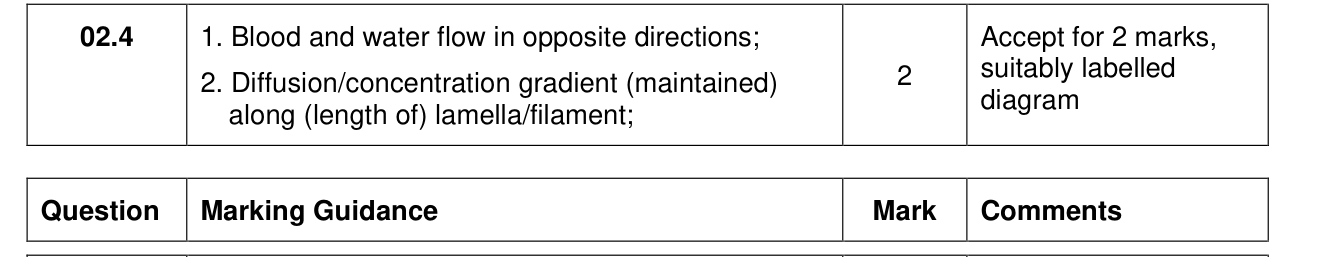 02.4
1. Blood and water flow in opposite directions;
2. Diffusion/concentration gradient (maintained)
along (length of) lamella/filament;
2
Accept for 2 marks,
suitably labelled
diagram
Question Marking Guidance Mark Comments